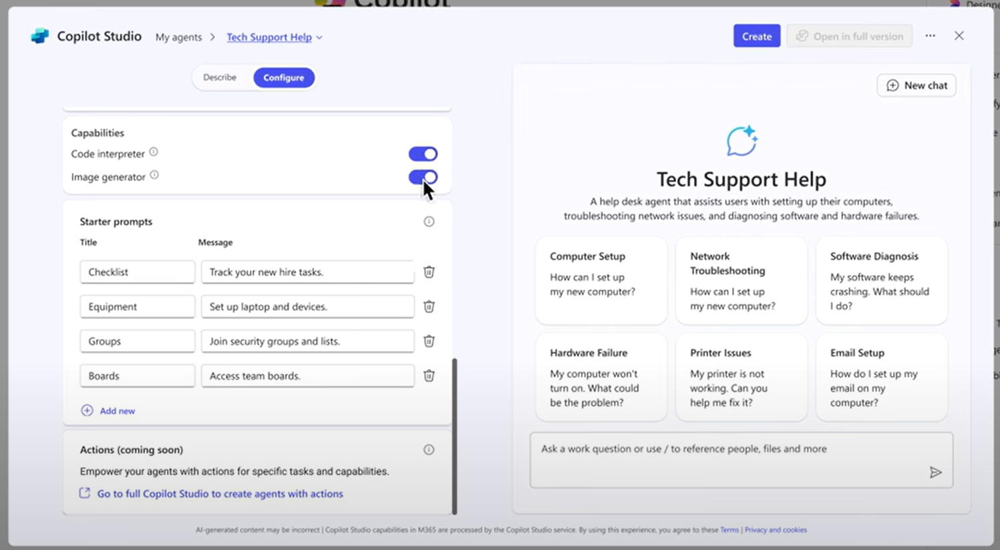 Copilot
Copilot Studio
My agents
Tech Support Help
Create
Open in full version
Describe
Configure
Capabilities
Code interpreter
Image generator
Starter prompts
Title
Message
Checklist
Track your new hire tasks.
Equipment
Set up laptop and devices.
Groups
Join security groups and lists.
Boards
Access team boards.
Add new
Actions (coming soon)
Empower your agents with actions for specific tasks and capabilities.
Go to full Copilot Studio to create agents with actions
New chat
Tech Support Help
A help desk agent that assists users with setting up their computers,
troubleshooting network issues, and diagnosing software and hardware failures.
Computer Setup
How can I set up
my new computer?
Network
Troubleshooting
How can I set up
my new computer?
Software Diagnosis
My software keeps
crashing. What should
I do?
Hardware Failure
My computer won't
turn on. What could
be the problem?
Printer Issues
My printer is not
working. Can you
help me fix it?
Email Setup
How do I set up my
email on my
computer?
Ask a work question or use / to reference people, files and more
AI-generated content may be incorrect | Copilot Studio capabilities in M365 are processed by the Copilot Studio service. By using this experience, you agree to these Terms | Privacy and cookies